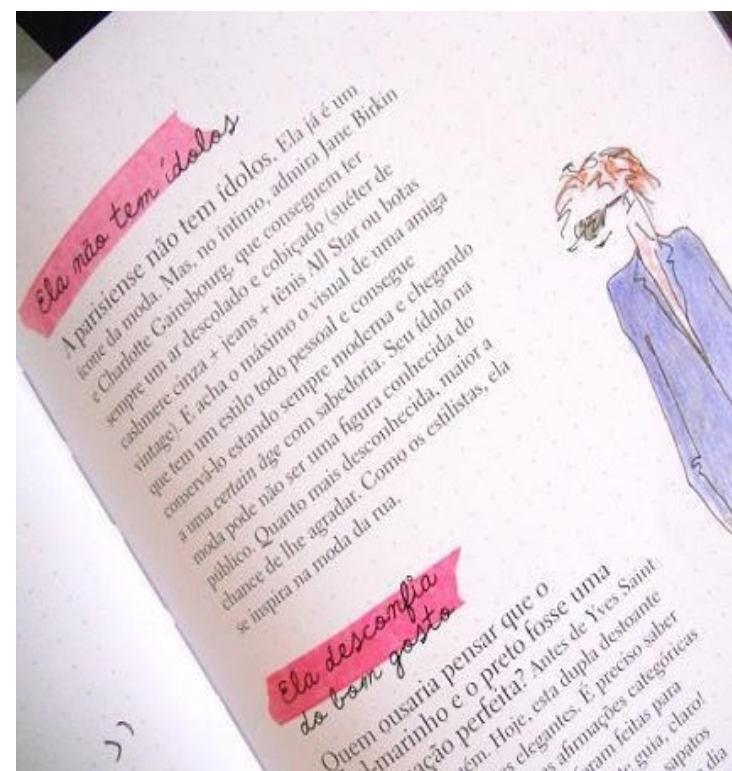 Ela não tem ídolos
A parisiense não tem ídolos. Ela já é um
ícone da moda. Mas, no íntimo, admira Jane Birkin
e Charlotte Gainsbourg, que conseguem ter
sempre um ar descolado e cobiçado (suéter de
cashmere cinza + jeans + tênis All Star ou botas
vintage). E acha o máximo o visual de uma amiga
que tem um estilo todo pessoal e consegue
conservá-lo estando sempre moderna e chegando
a uma certain âge com sabedoria. Seu ídolo na
moda pode não ser uma figura conhecida do
público. Quanto mais desconhecida, maior a
chance de lhe agradar. Como os estilistas, ela
se inspira na moda da rua.
Ela desconfia
do bom gosto
Quem ousaria pensar que o
l-marinho e o preto fosse uma
ação perfeita? Antes de Yves Saint
ém. Hoje, esta dupla destoante
es elegantes. É preciso saber
s afirmações categóricas
ram feitas para
te guia, claro!
sapatos
dia